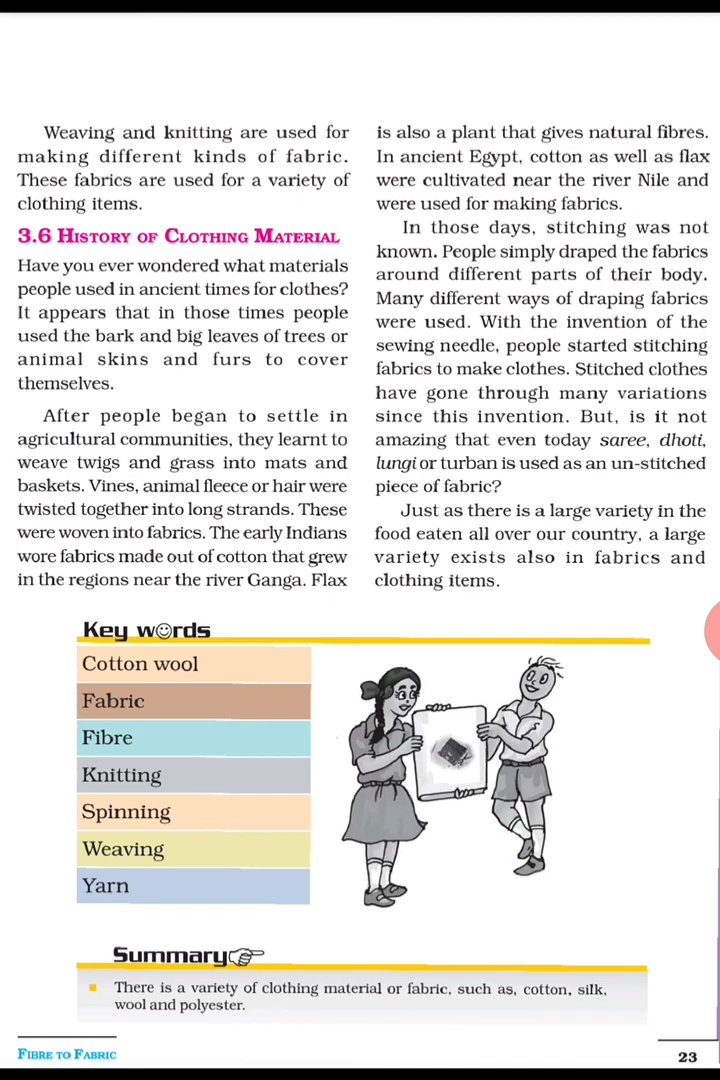 Weaving and knitting are used for
making different kinds of fabric.
These fabrics are used for a variety of
clothing items.
3.6 HISTORY OF CLOTHING MATERIAL
Have you ever wondered what materials
people used in ancient times for clothes?
It appears that in those times people
used the bark and big leaves of trees or
animal skins and furs to cover
themselves.
After people began to settle in
agricultural communities, they learnt to
weave twigs and grass into mats and
baskets. Vines, animal fleece or hair were
twisted together into long strands. These
were woven into fabrics. The early Indians
wore fabrics made out of cotton that grew
in the regions near the river Ganga. Flax
is also a plant that gives natural fibres.
In ancient Egypt, cotton as well as flax
were cultivated near the river Nile and
were used for making fabrics.
In those days, stitching was not
known. People simply draped the fabrics
around different parts of their body.
Many different ways of draping fabrics
were used. With the invention of the
sewing needle, people started stitching
fabrics to make clothes. Stitched clothes
have gone through many variations
since this invention. But, is it not
amazing that even today saree, dhoti,
lungi or turban is used as an un-stitched
piece of fabric?
Just as there is a large variety in the
food eaten all over our country, a large
variety exists also in fabrics and
clothing items.
Key words
Cotton wool
Fabric
Fibre
Knitting
Spinning
Weaving
Yarn
Summary
There is a variety of clothing material or fabric, such as, cotton, silk,
wool and polyester.
FIBRE TO FABRIC
23